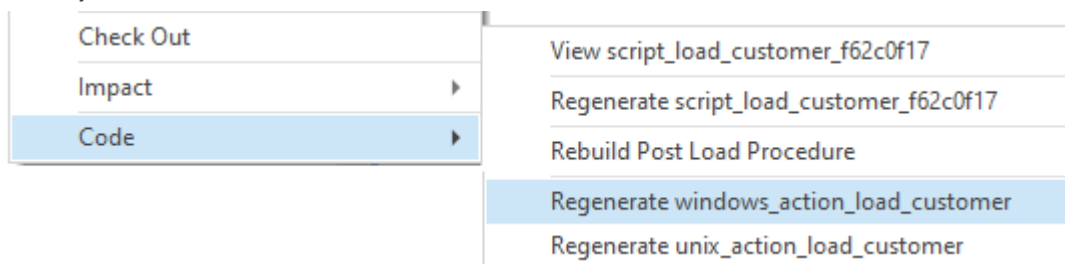 Check Out
Impact
Code
View script_load_customer_f62c0f17
Regenerate script_load_customer_f62c0f17
Rebuild Post Load Procedure
Regenerate windows_action_load_customer
Regenerate unix_action_load_customer